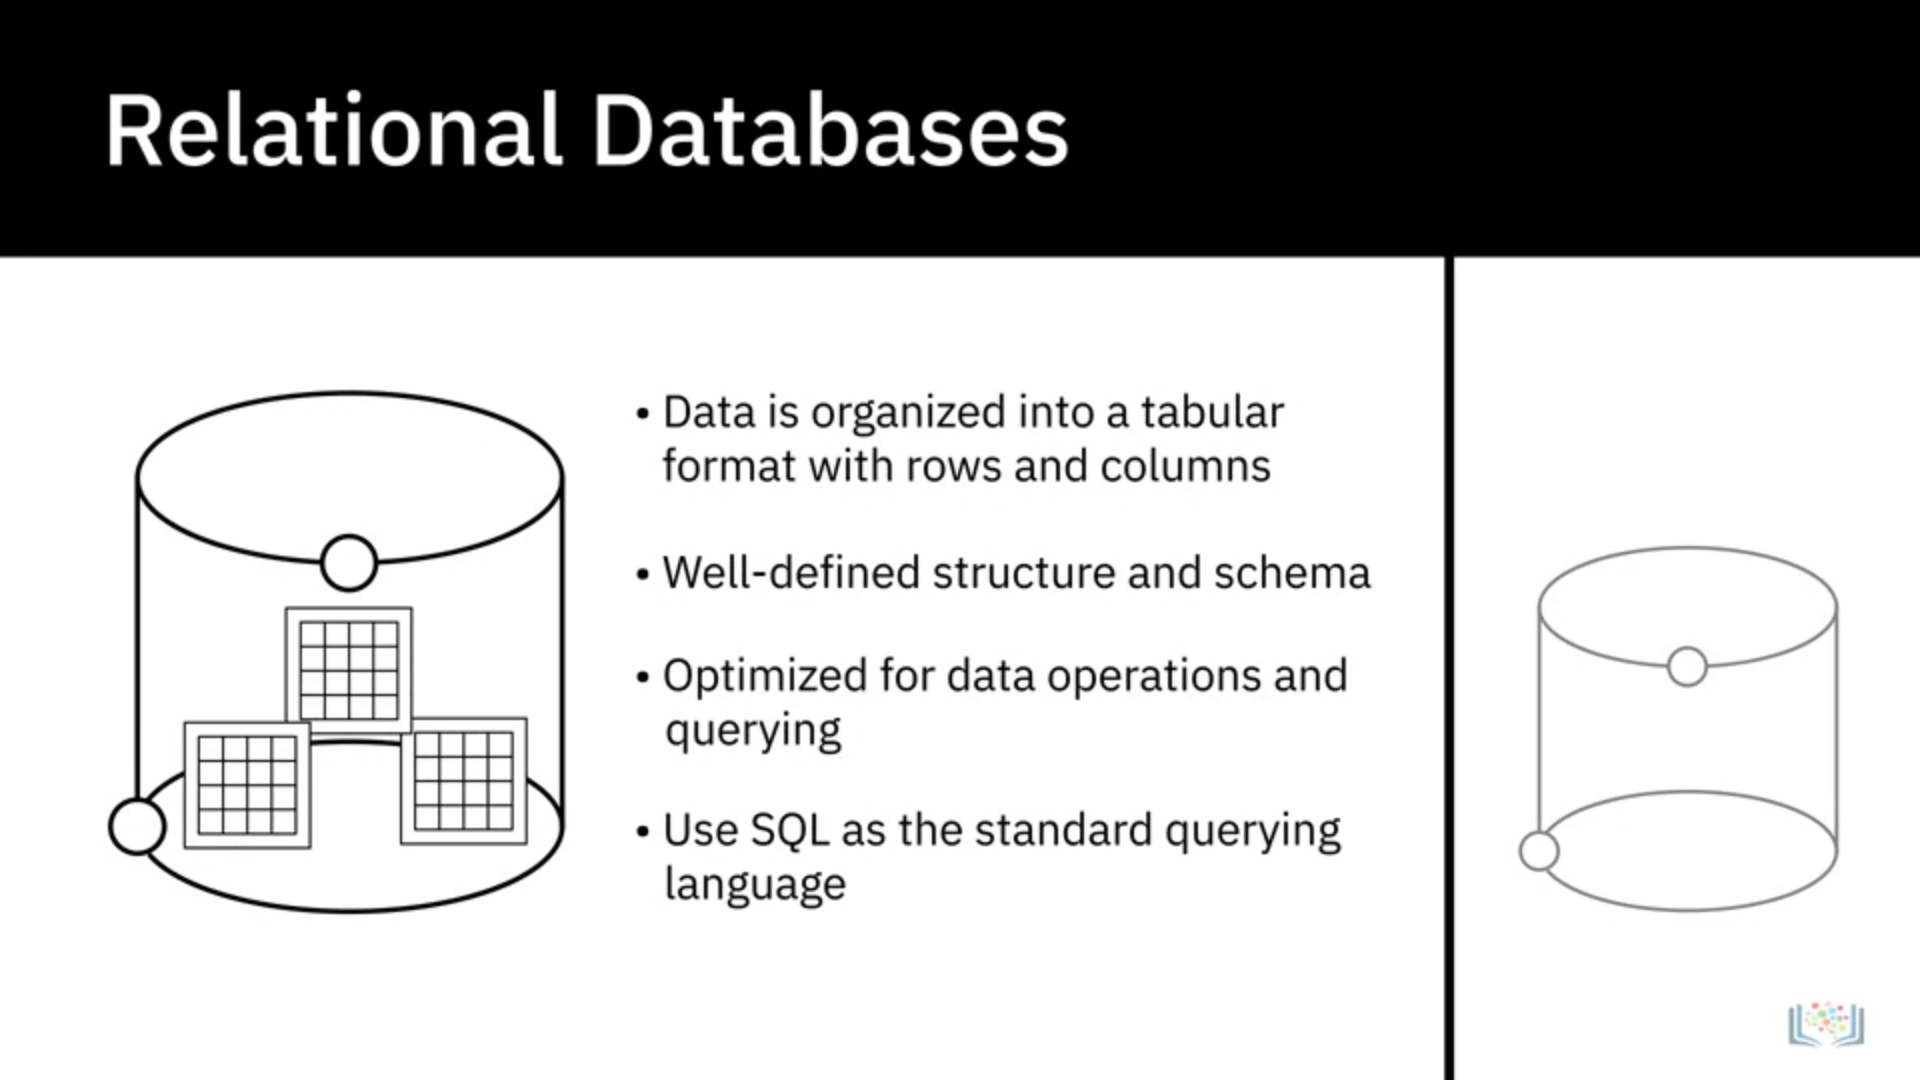 Relational Databases
• Data is organized into a tabular
format with rows and columns
• Well-defined structure and schema
• Optimized for data operations and
querying
• Use SQL as the standard querying
language